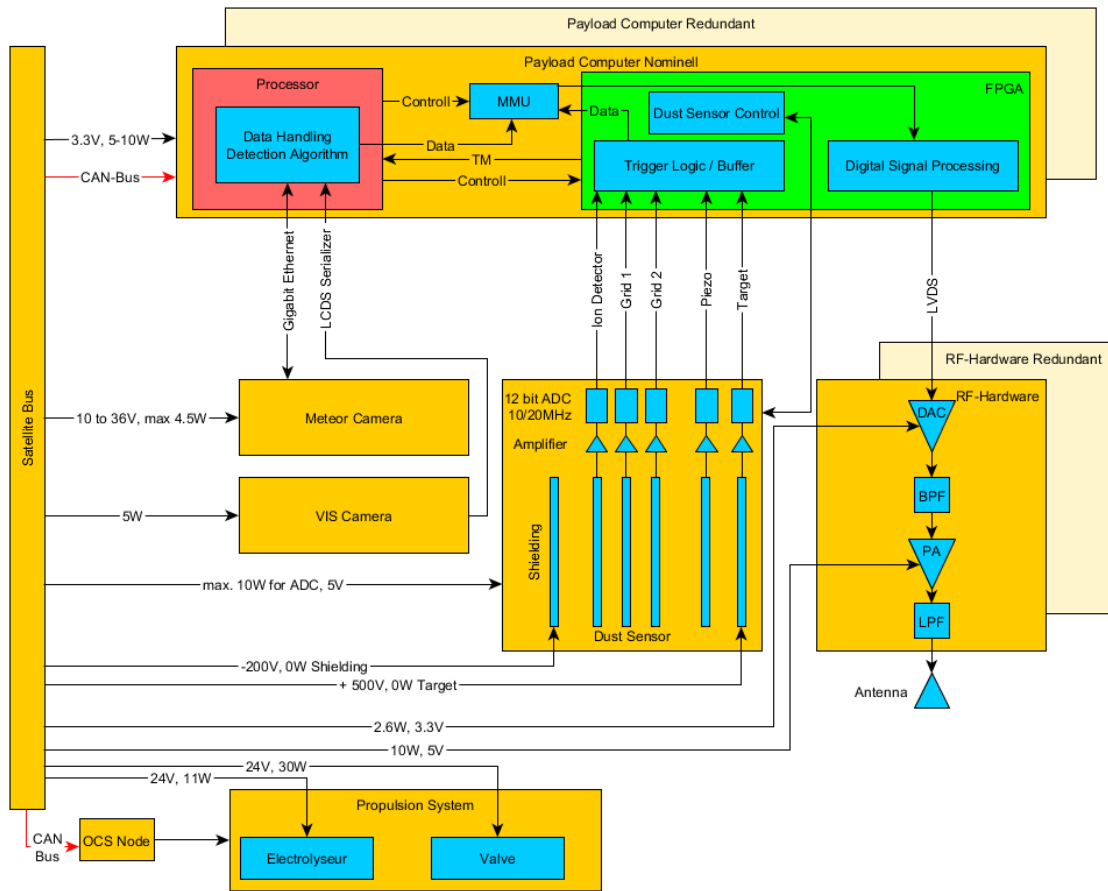 Payload Computer Redundant
Payload Computer Nominell
Processor
FPGA
Controll
MMU
Data
Dust Sensor Control
Data Handling
Detection Algorithm
Data
TM
Controll
Trigger Logic / Buffer
Digital Signal Processing
3.3V, 5-10W
CAN-Bus
Satellite Bus
Gigabit Ethernet
LCDS Serializer
Ion Detector
Grid 1
Grid 2
Piezo
Target
LVDS
RF-Hardware Redundant
RF-Hardware
10 to 36V, max 4.5W
Meteor Camera
12 bit ADC
10/20MHz
Amplifier
DAC
5W
VIS Camera
BPF
Shielding
PA
max. 10W for ADC, 5V
LPF
Dust Sensor
-200V, 0W Shielding
+ 500V, 0W Target
Antenna
2.6W, 3.3V
10W, 5V
24V, 30W
24V, 11W
Propulsion System
CAN
Bus
OCS Node
Electrolyseur
Valve